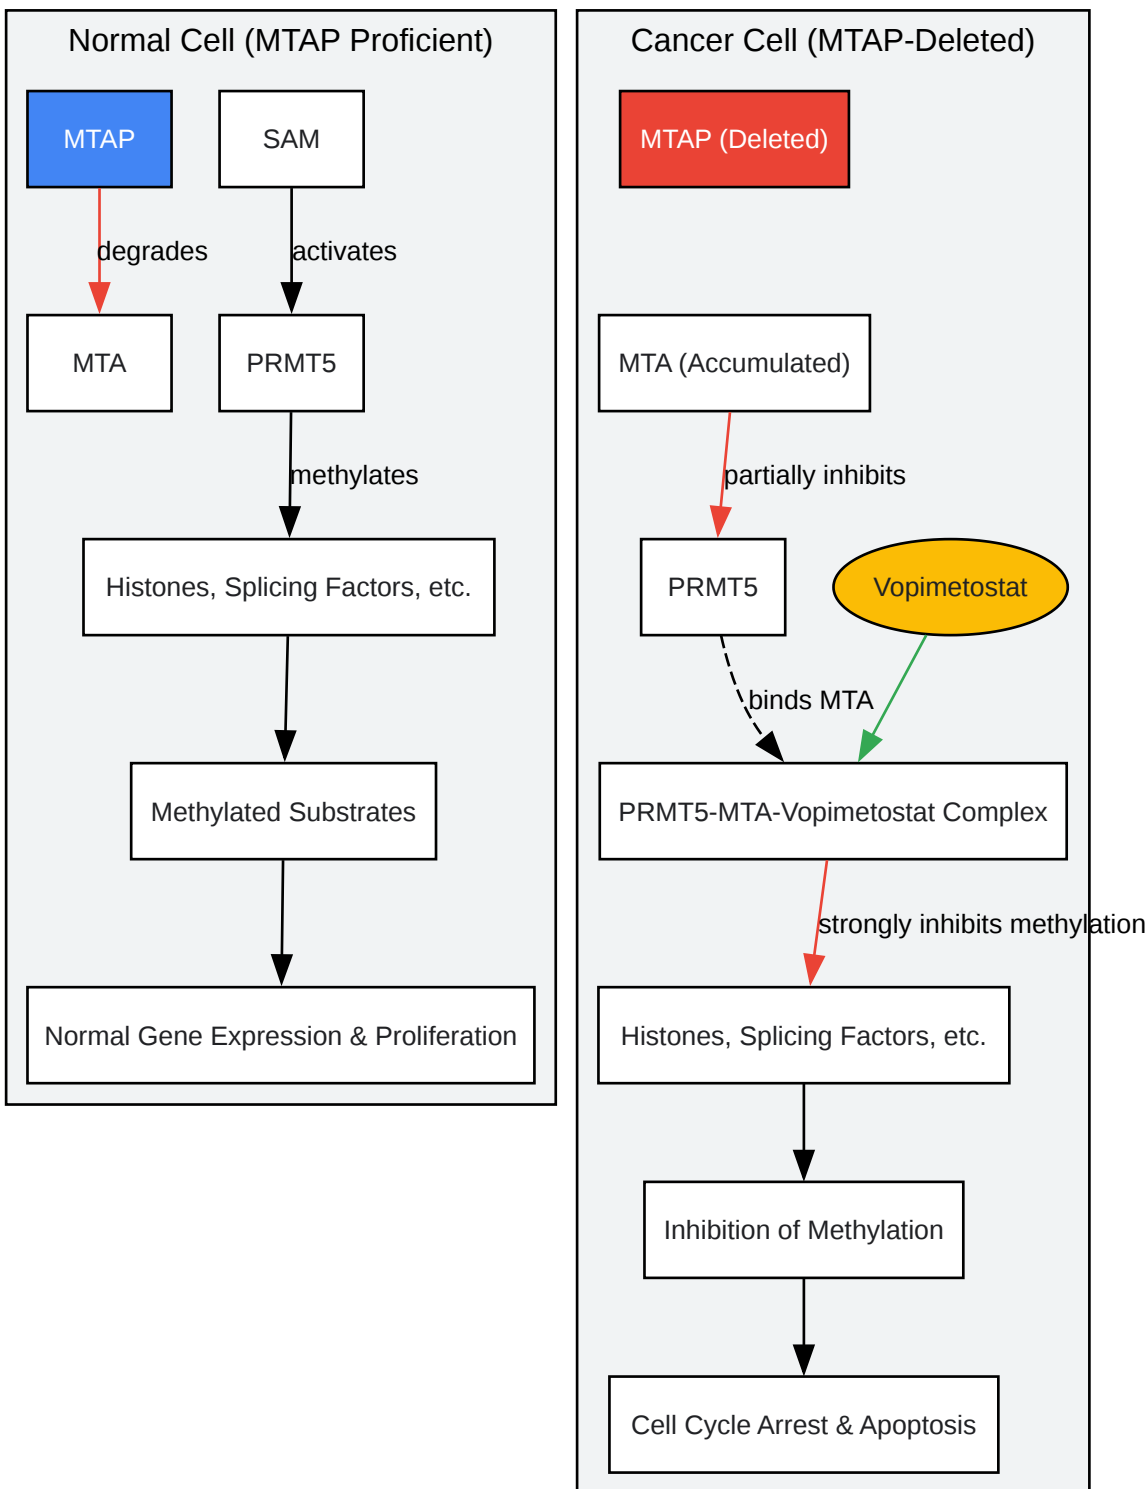 Normal Cell (MTAP Proficient)
MTAP
SAM
degrades
activates
MTA
PRMT5
methylates
Histones, Splicing Factors, etc.
Methylated Substrates
Normal Gene Expression & Proliferation
Cancer Cell (MTAP-Deleted)
MTAP (Deleted)
MTA (Accumulated)
partially inhibits
PRMT5
Vopimetostat
binds MTA
PRMT5-MTA-Vopimetostat Complex
strongly inhibits methylation
Histones, Splicing Factors, etc.
Inhibition of Methylation
Cell Cycle Arrest & Apoptosis